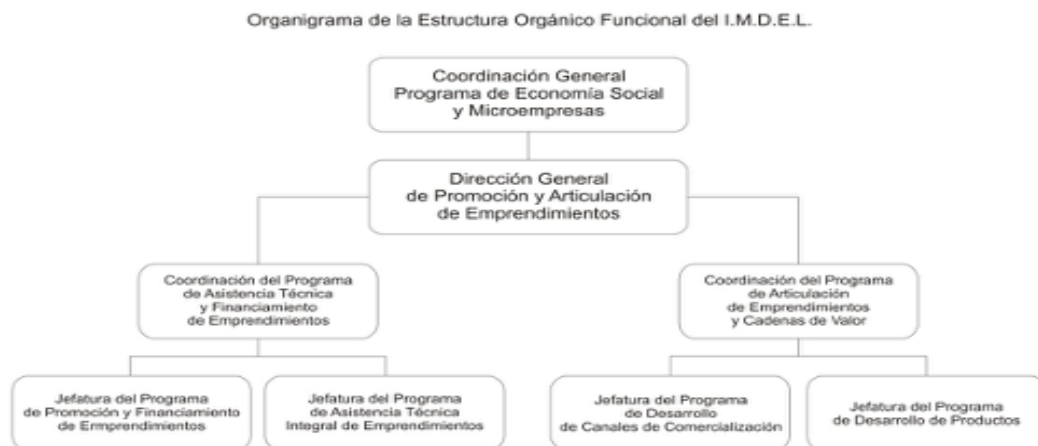 Organigrama de la Estructura Orgánico Funcional del I.M.D.E.L.
Coordinación General
Programa de Economía Social
y Microempresas
Dirección General
de Promoción y Articulación
de Emprendimientos
Coordinación del Programa
de Asistencia Técnica
y Financiamiento
de Emprendimientos
Coordinación del Programa
de Articulación
de Emprendimientos
y Cadenas de Valor
Jefatura del Programa
de Promoción y Financiamiento
de Ermprendimientos
Jefatura del Programa
de Asistencia Técnica
Integral de Emprendimientos
Jefatura del Programa
de Desarrollo
de Canales de Comercialización
Jefatura del Programa
de Desarrollo de Productos